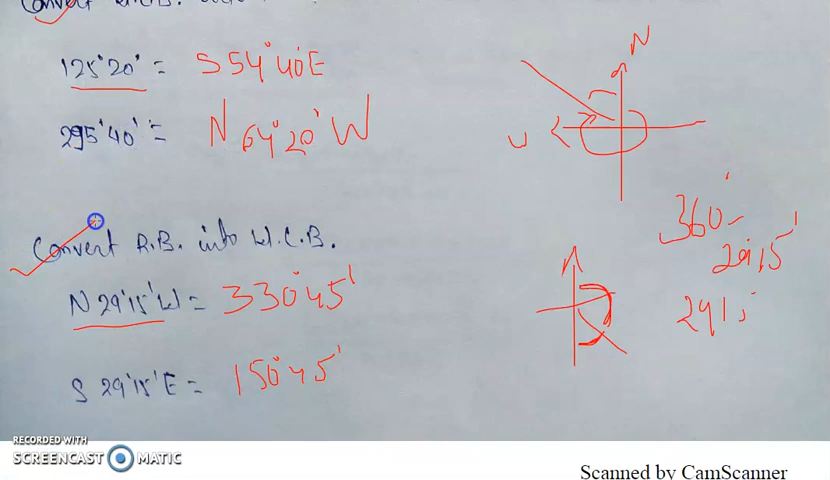 Convert
125°20' = S 54°40'E
295°40' = N 64°20' W
N
W
Convert R.B. into W.C.B.
360°-
29°15'
29 15
N 29°15'W = 330°45'
S 29°15'E = 150°45'
RECORDED WITH
SCREENCAST MATIC
Scanned by CamScanner